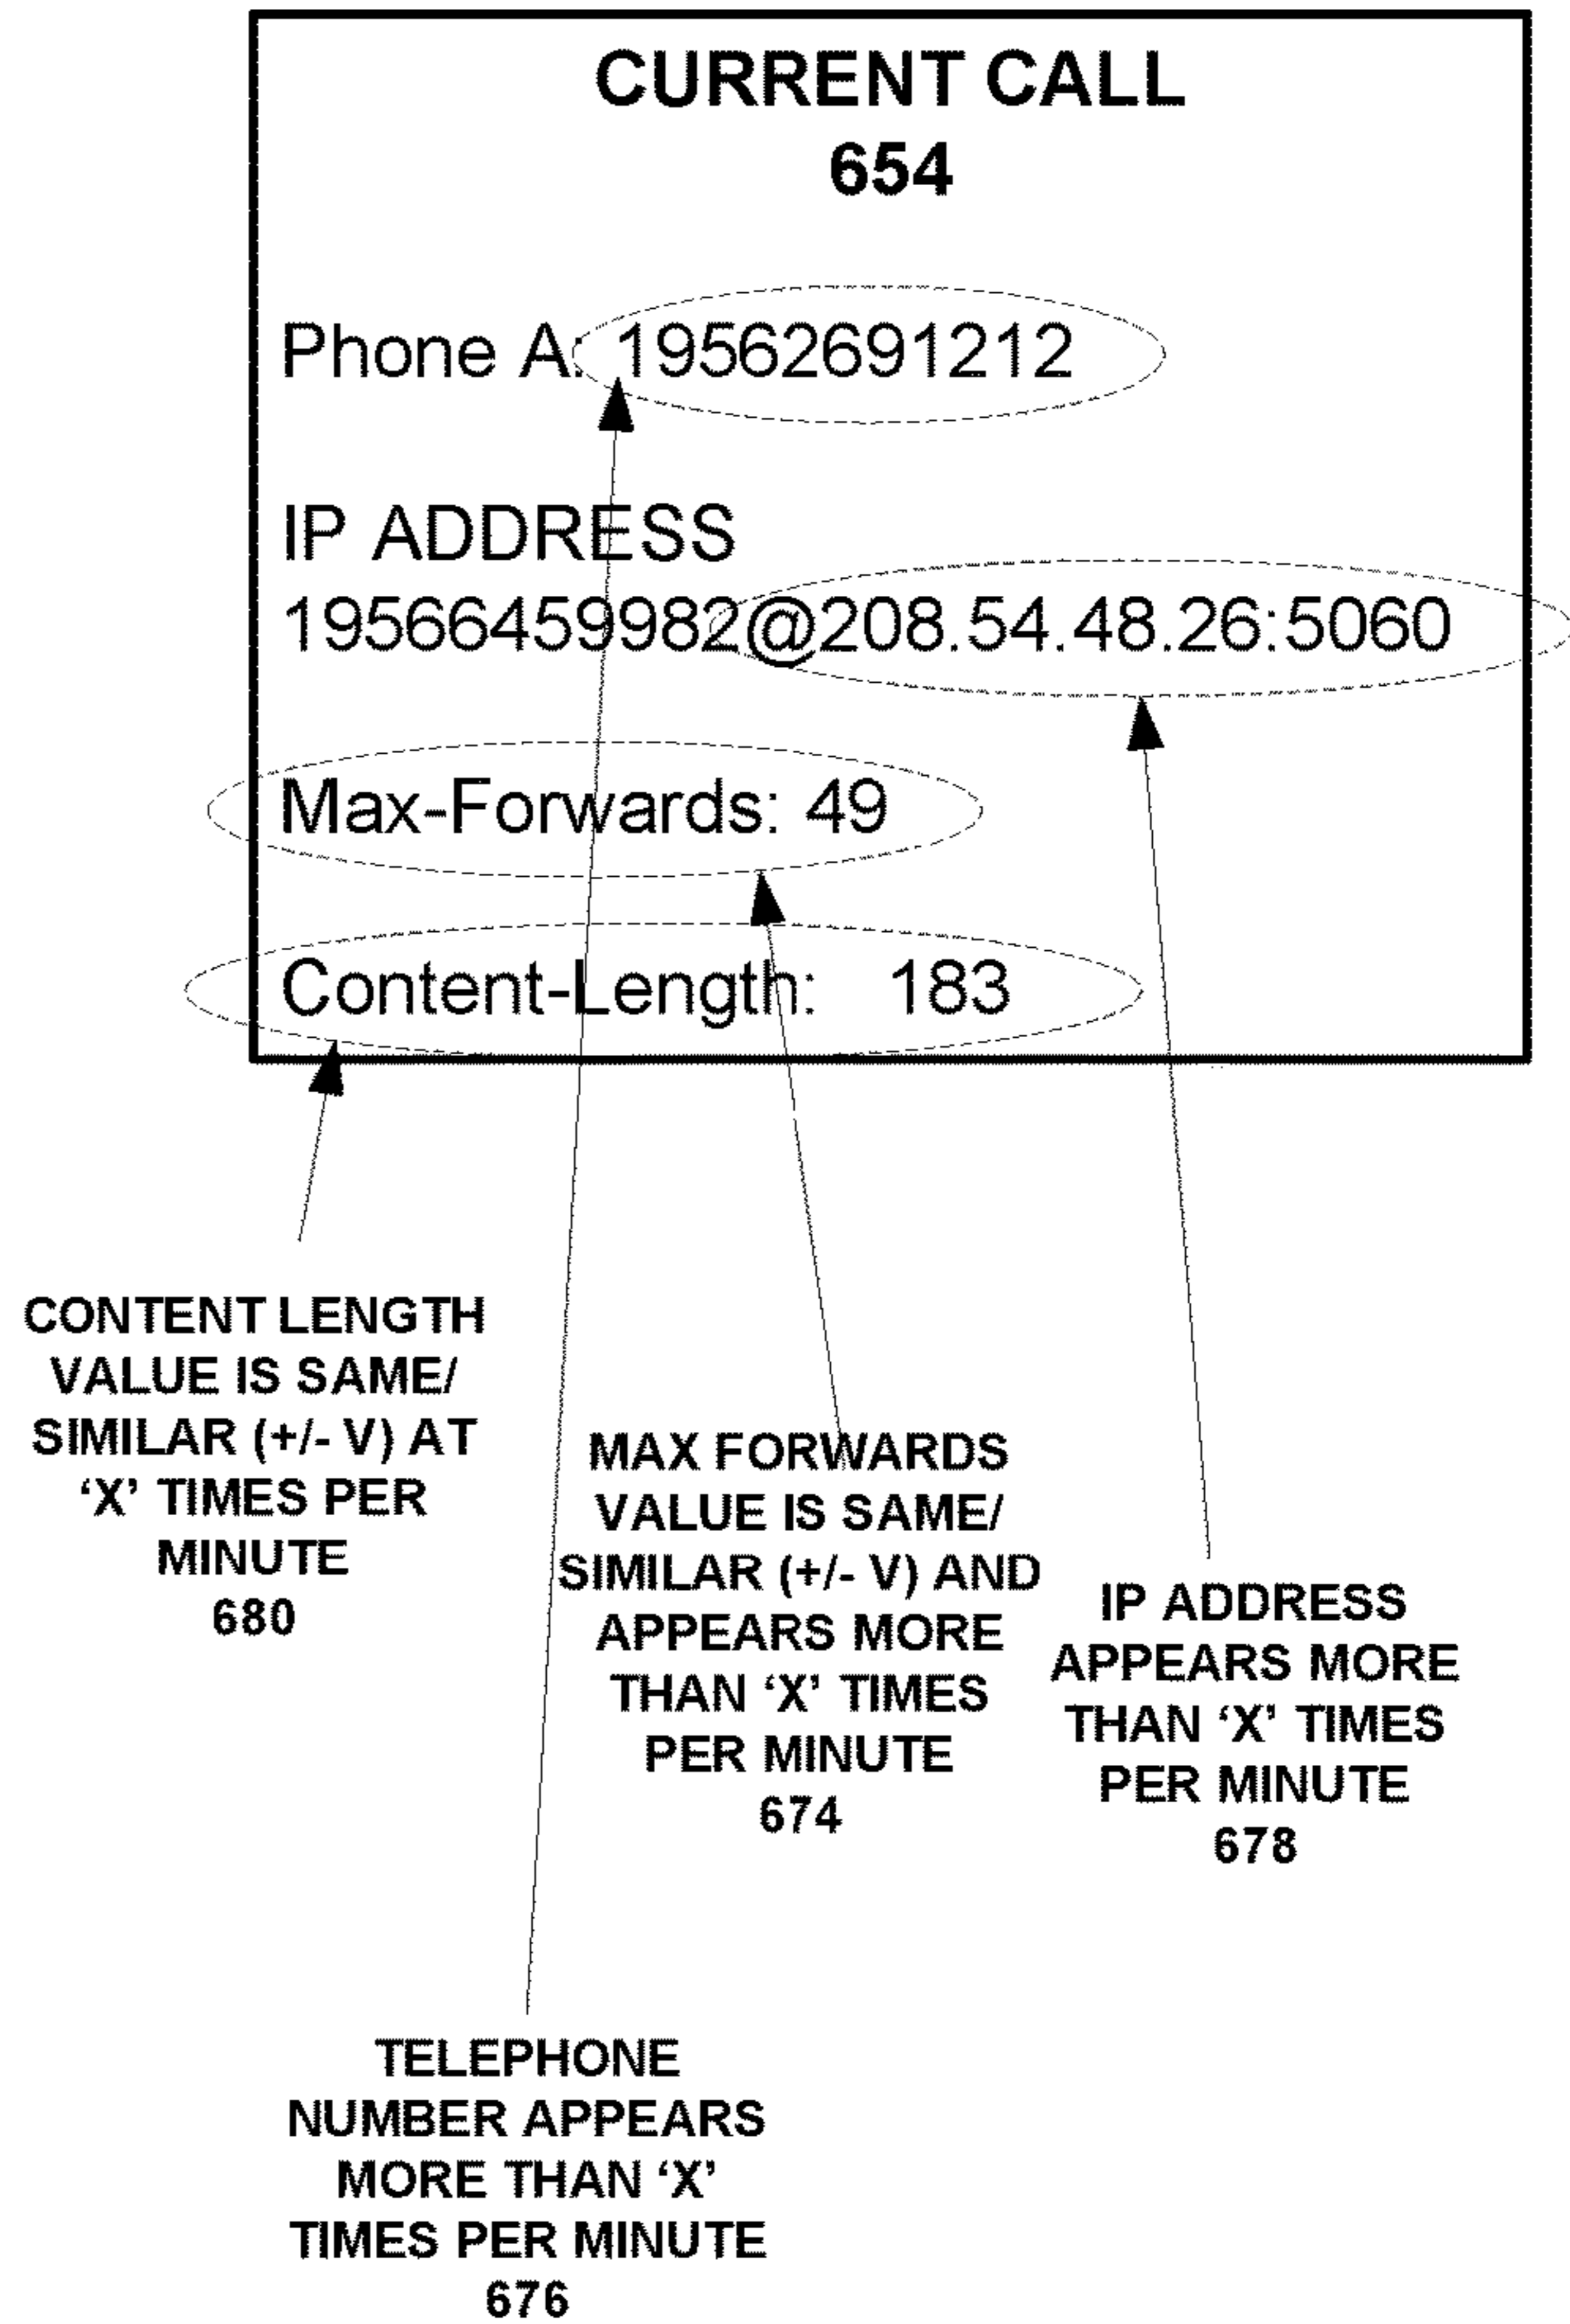 CURRENT CALL
654
Phone A: 19562691212
IP ADDRESS
19566459982@208.54.48.26:5060
Max-Forwards: 49
Content-Length: 183
CONTENT LENGTH
VALUE IS SAME/
SIMILAR (+/- V) AT
‘X’ TIMES PER
MINUTE
680
MAX FORWARDS
VALUE IS SAME/
SIMILAR (+/- V) AND
APPEARS MORE
THAN ‘X’ TIMES
PER MINUTE
674
IP ADDRESS
APPEARS MORE
THAN ‘X’ TIMES
PER MINUTE
678
TELEPHONE
NUMBER APPEARS
MORE THAN ‘X’
TIMES PER MINUTE
676